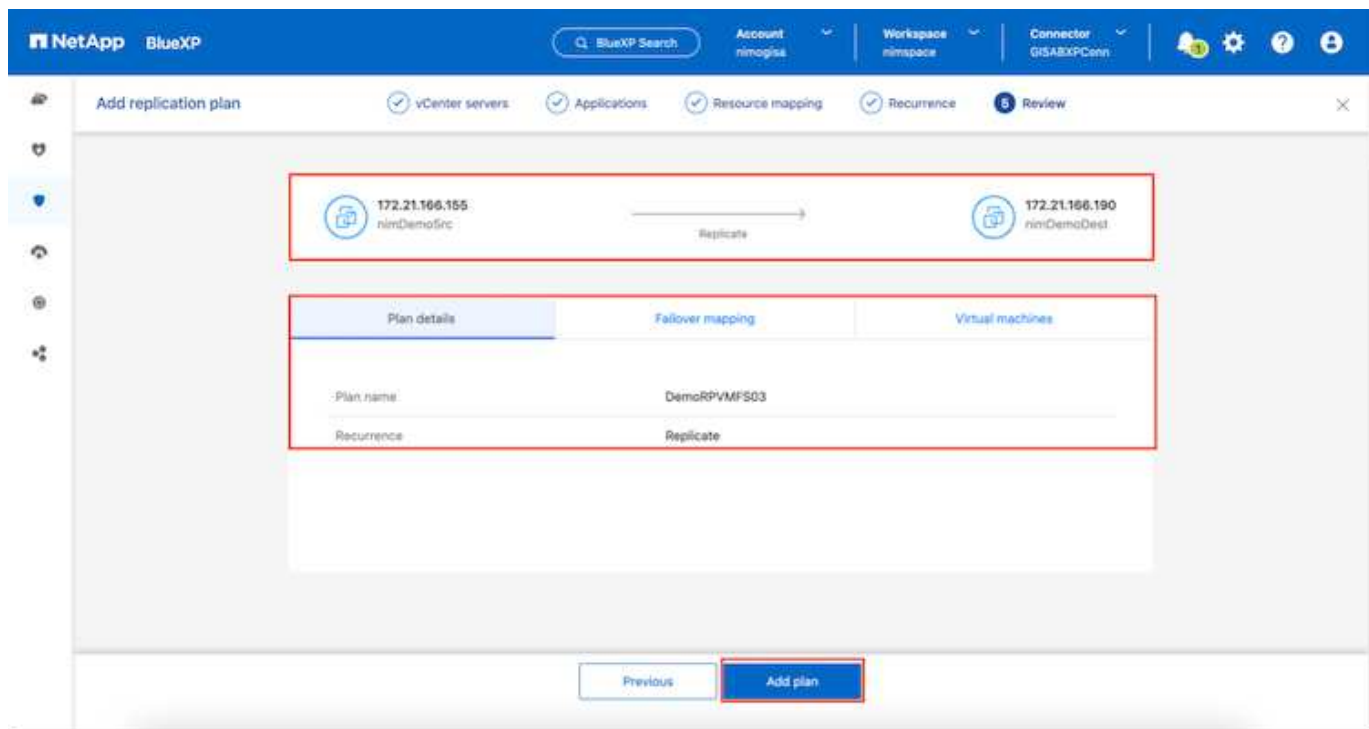 NetApp BlueXP BlueXP Search Account Workspace Connector
nimogisa nimspace GISABXPConn
1
Add replication plan vCenter servers Applications Resource mapping Recurrence 5 Review
172.21.166.155 172.21.166.190
nimDemoSrc Replicate nimDemoDest
Plan details Failover mapping Virtual machines
Plan name DemoRPVMFS03
Recurrence Replicate
Previous Add plan